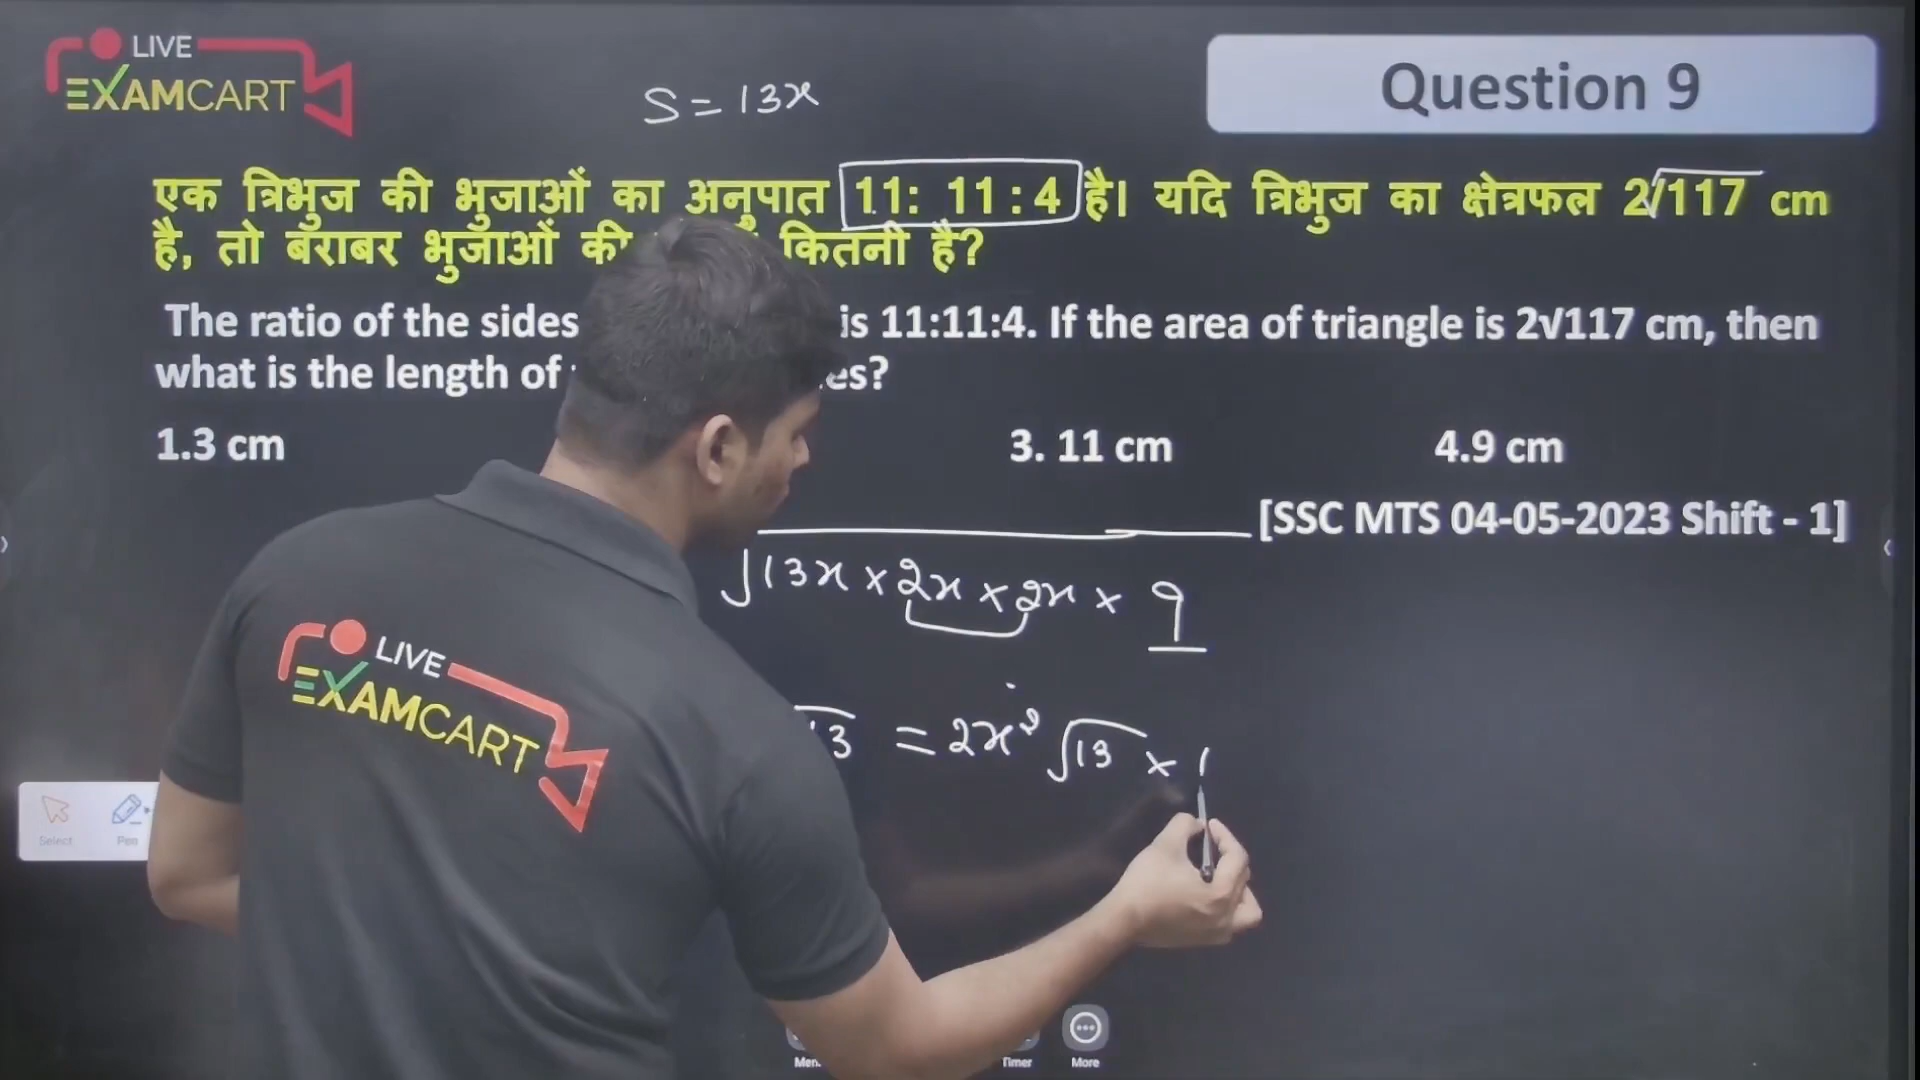 LIVE
EXAMCART
S = 13x
Question 9
एक त्रिभुज की भुजाओं का अनुपात 11: 11 : 4 है। यदि त्रिभुज का क्षेत्रफल 2√117 cm
है, तो बराबर भुजाओं की कितनी है?
The ratio of the sides is 11:11:4. If the area of triangle is 2√117 cm, then
what is the length of es?
1.3 cm
3. 11 cm
4.9 cm
[SSC MTS 04-05-2023 Shift - 1]
√13x × 2x × 2x × 9
13 = 2x² √13 × 1
LIVE
EXAMCART
Select
Pen
Men
Timer
More